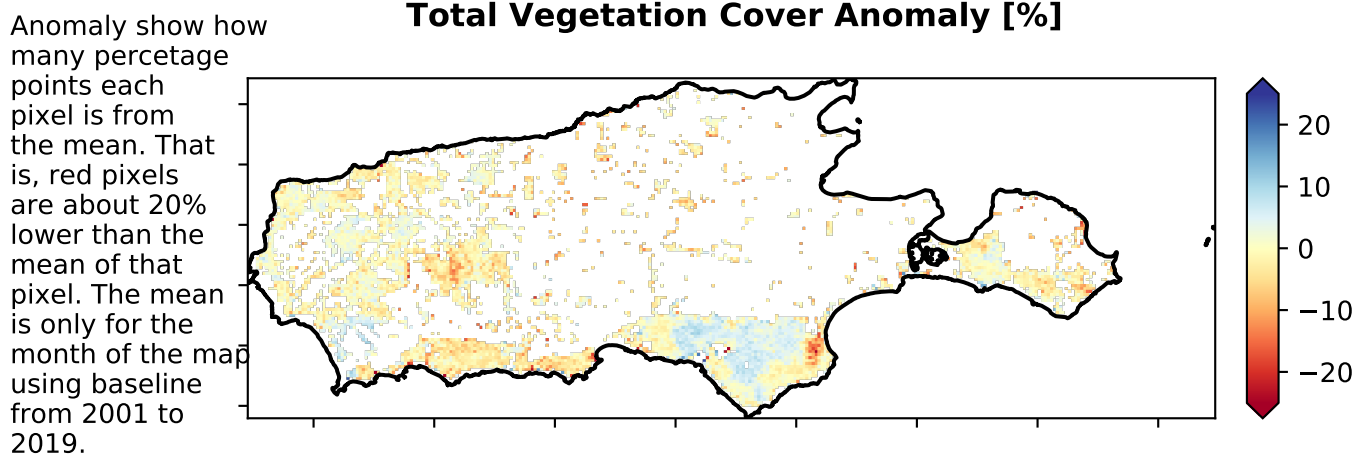 Total Vegetation Cover Anomaly [%]
Anomaly show how
many percetage
points each
pixel is from
the mean. That
is, red pixels
are about 20%
lower than the
mean of that
pixel. The mean
is only for the
month of the map
using baseline
from 2001 to
2019.
20
10
0
−10
−20